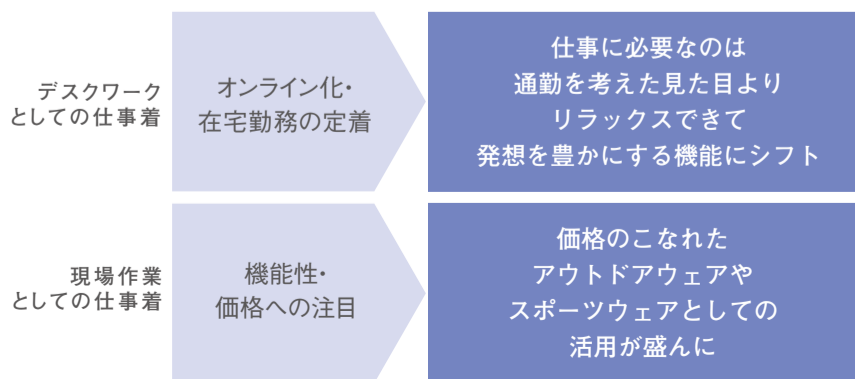 デスクワーク
としての仕事着
オンライン化・
在宅勤務の定着
仕事に必要なのは
通勤を考えた見た目より
リラックスできて
発想を豊かにする機能にシフト
現場作業
としての仕事着
機能性・
価格への注目
価格のこなれた
アウトドアウェアや
スポーツウェアとしての
活用が盛んに